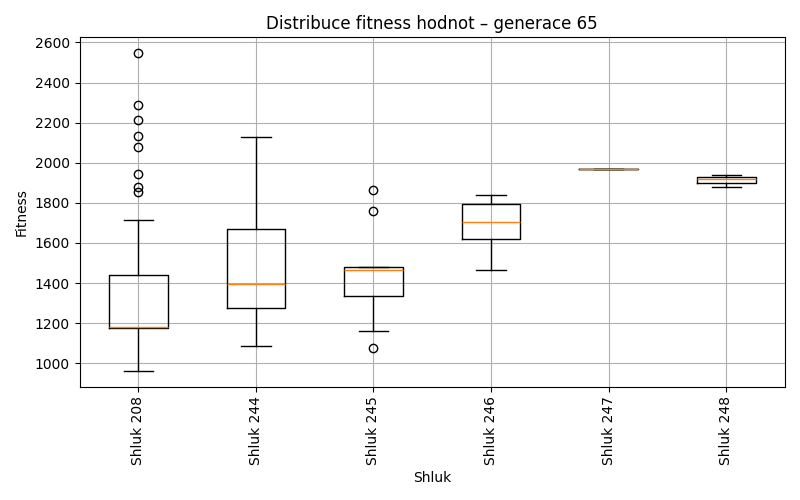 Distribuce fitness hodnot – generace 65
Fitness
2600
2400
2200
2000
1800
1600
1400
1200
1000
Shluk 208
Shluk 244
Shluk 245
Shluk 246
Shluk 247
Shluk 248
Shluk